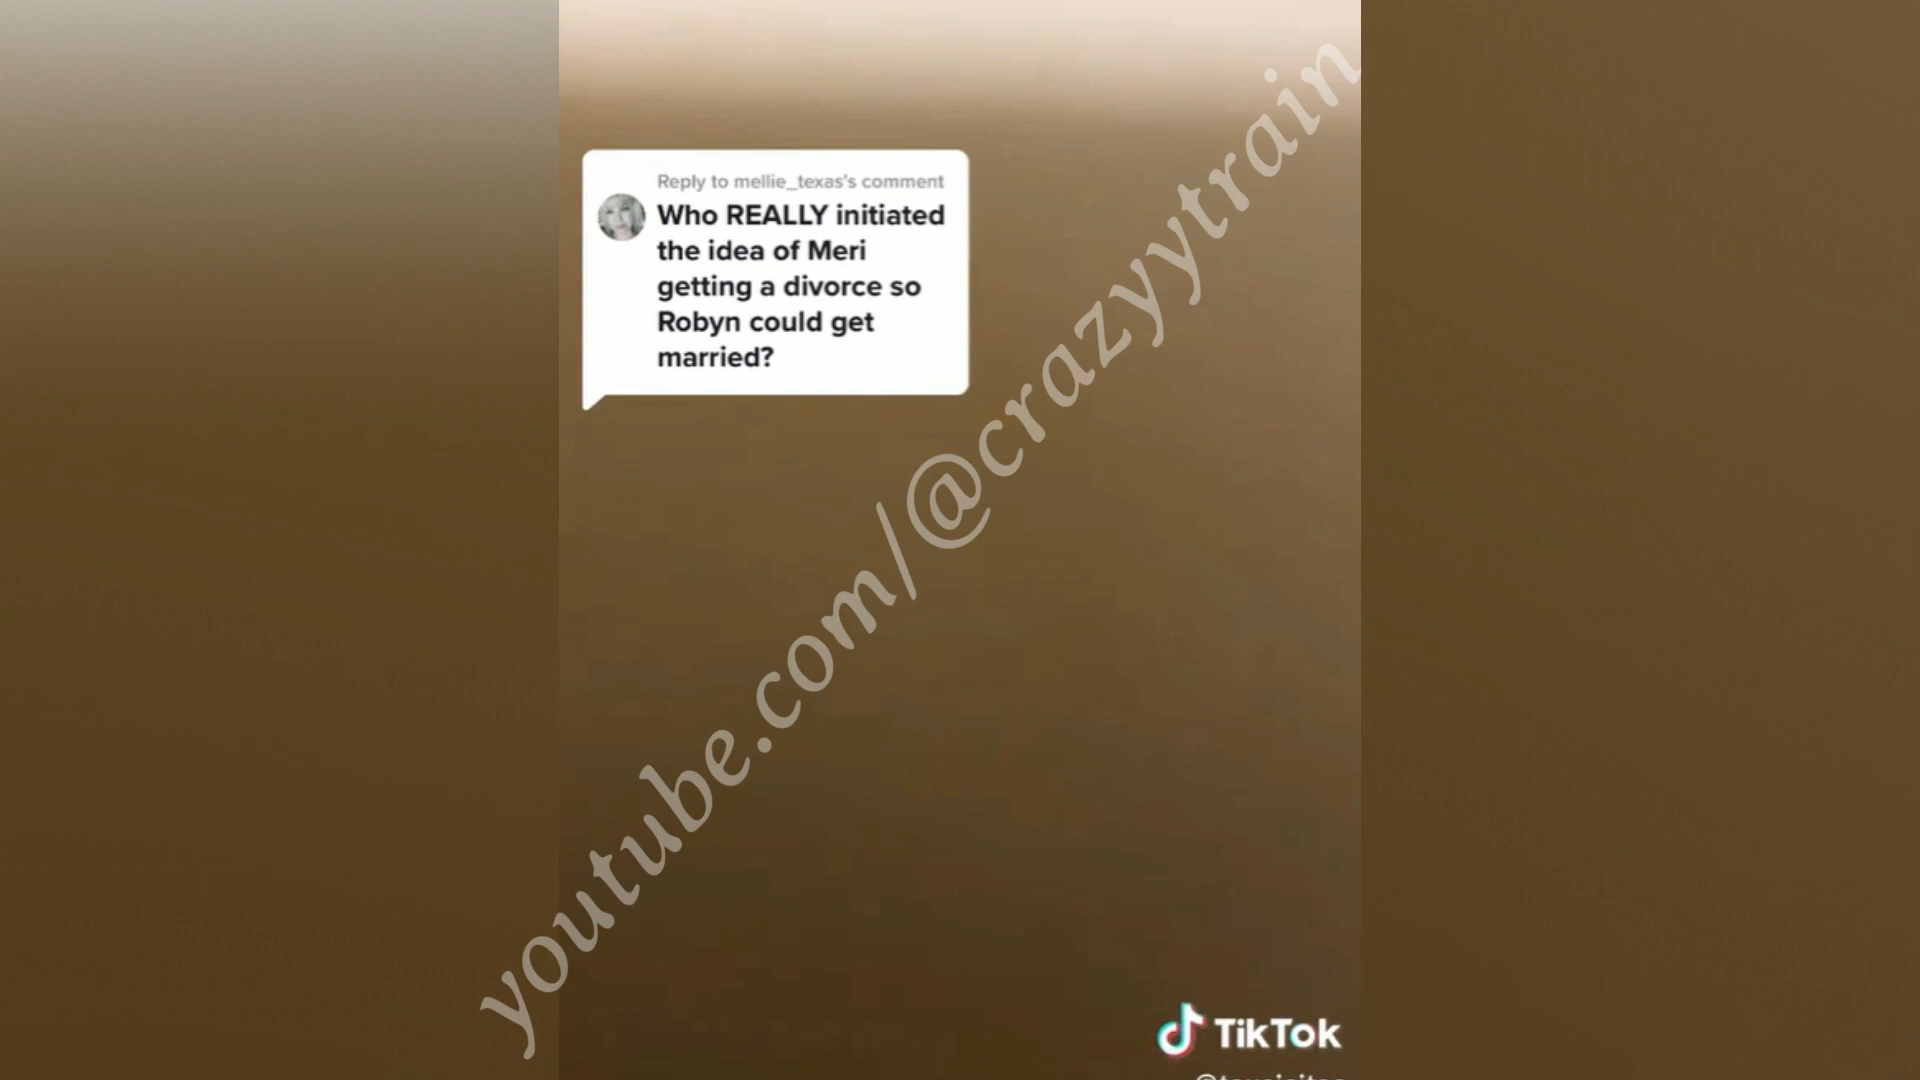 Reply to mellie_texas's comment
Who REALLY initiated
the idea of Meri
getting a divorce so
Robyn could get
married?
youtube.com/@crazyytrain
TikTok